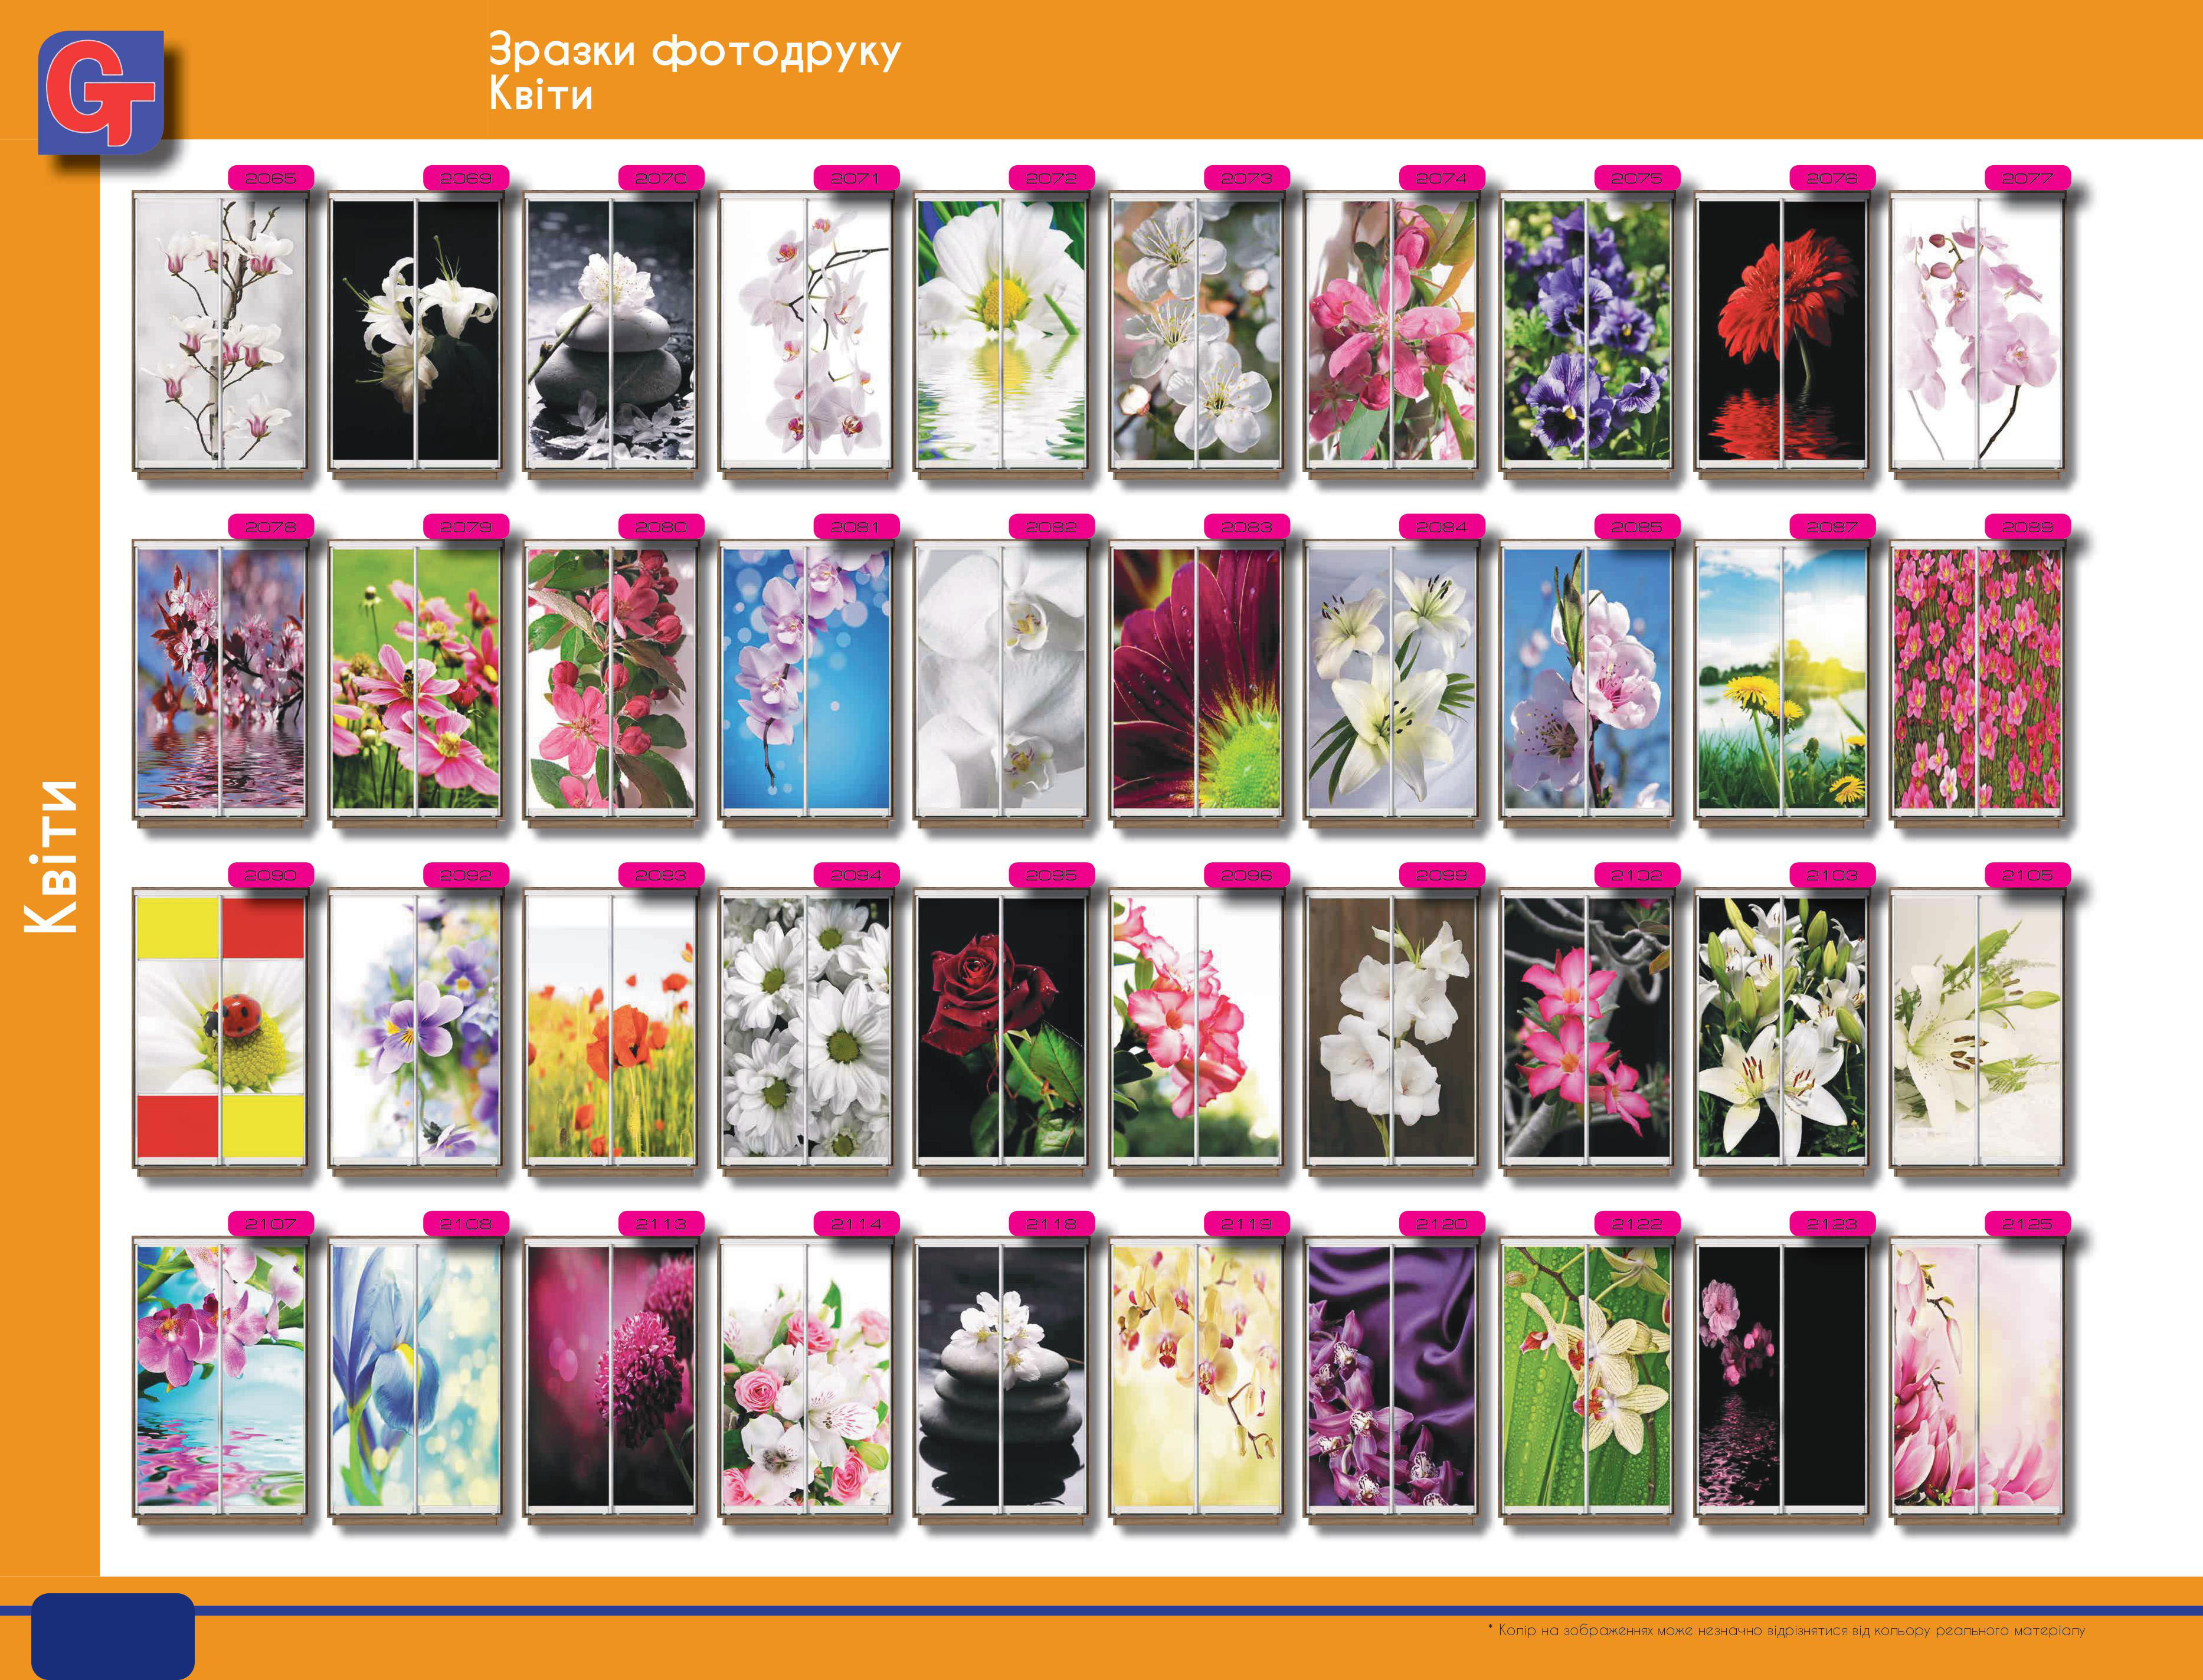 GT
Зразки фотодруку
Квіти
2065 2069 2070 2071 2072 2073 2074 2075 2076 2077
2078 2079 2080 2081 2082 2083 2084 2085 2087 2089
Квіти
2090 2092 2093 2094 2095 2096 2099 2102 2103 2105
2107 2108 2113 2114 2118 2119 2120 2122 2123 2125
* Колір на зображеннях може незначно відрізнятися від кольору реального матеріалу